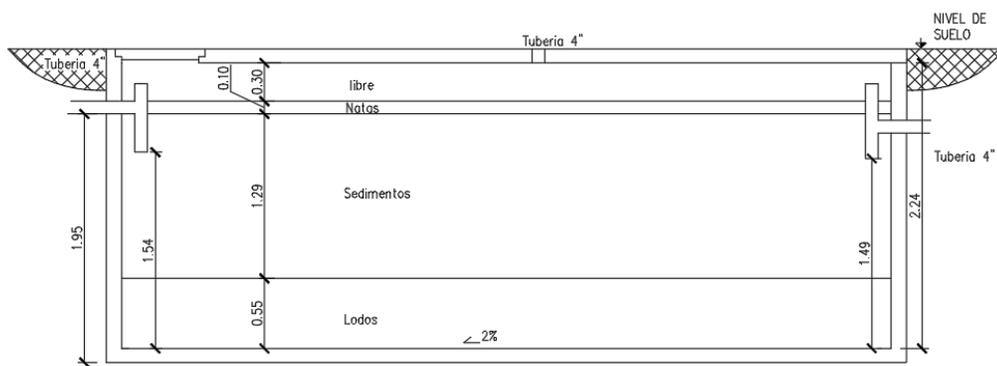 NIVEL DE
SUELO
Tuberia 4"
Tuberia 4"
0.10
0.30
libre
Natas
Tuberia 4"
Sedimentos
1.29
2.24
1.95
1.54
1.49
0.55
Lodos
2%